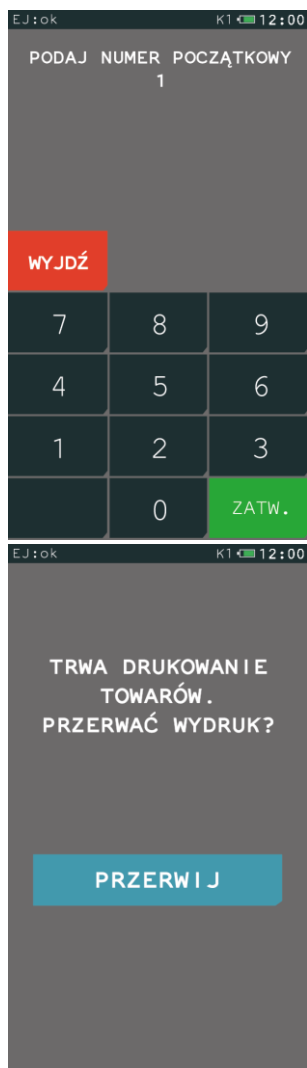 EJ:ok K1 12:00
PODAJ NUMER POCZĄTKOWY
1
WYJDŹ
7 8 9
4 5 6
1 2 3
0 ZATW.
EJ:ok K1 12:00
TRWA DRUKOWANIE
TOWARÓW.
PRZERWAĆ WYDRUK?
PRZERWIJ